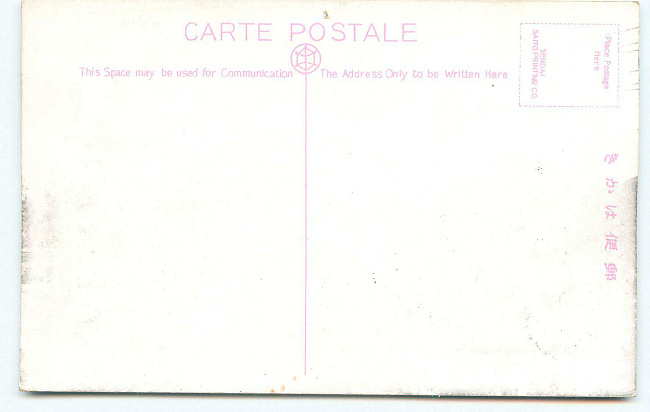 CARTE POSTALE
This Space may be used for Communication
The Address Only to be Written Here
Place Postage
Here
SENDAI
SAITO PRINTING CO.
きかは便郵